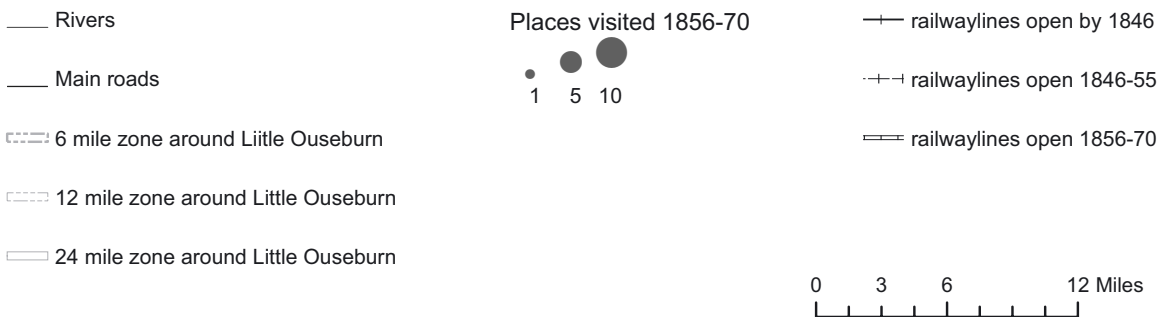 Rivers
Main roads
6 mile zone around Liitle Ouseburn
12 mile zone around Little Ouseburn
24 mile zone around Little Ouseburn
Places visited 1856-70
1 5 10
railwaylines open by 1846
railwaylines open 1846-55
railwaylines open 1856-70
0 3 6 12 Miles